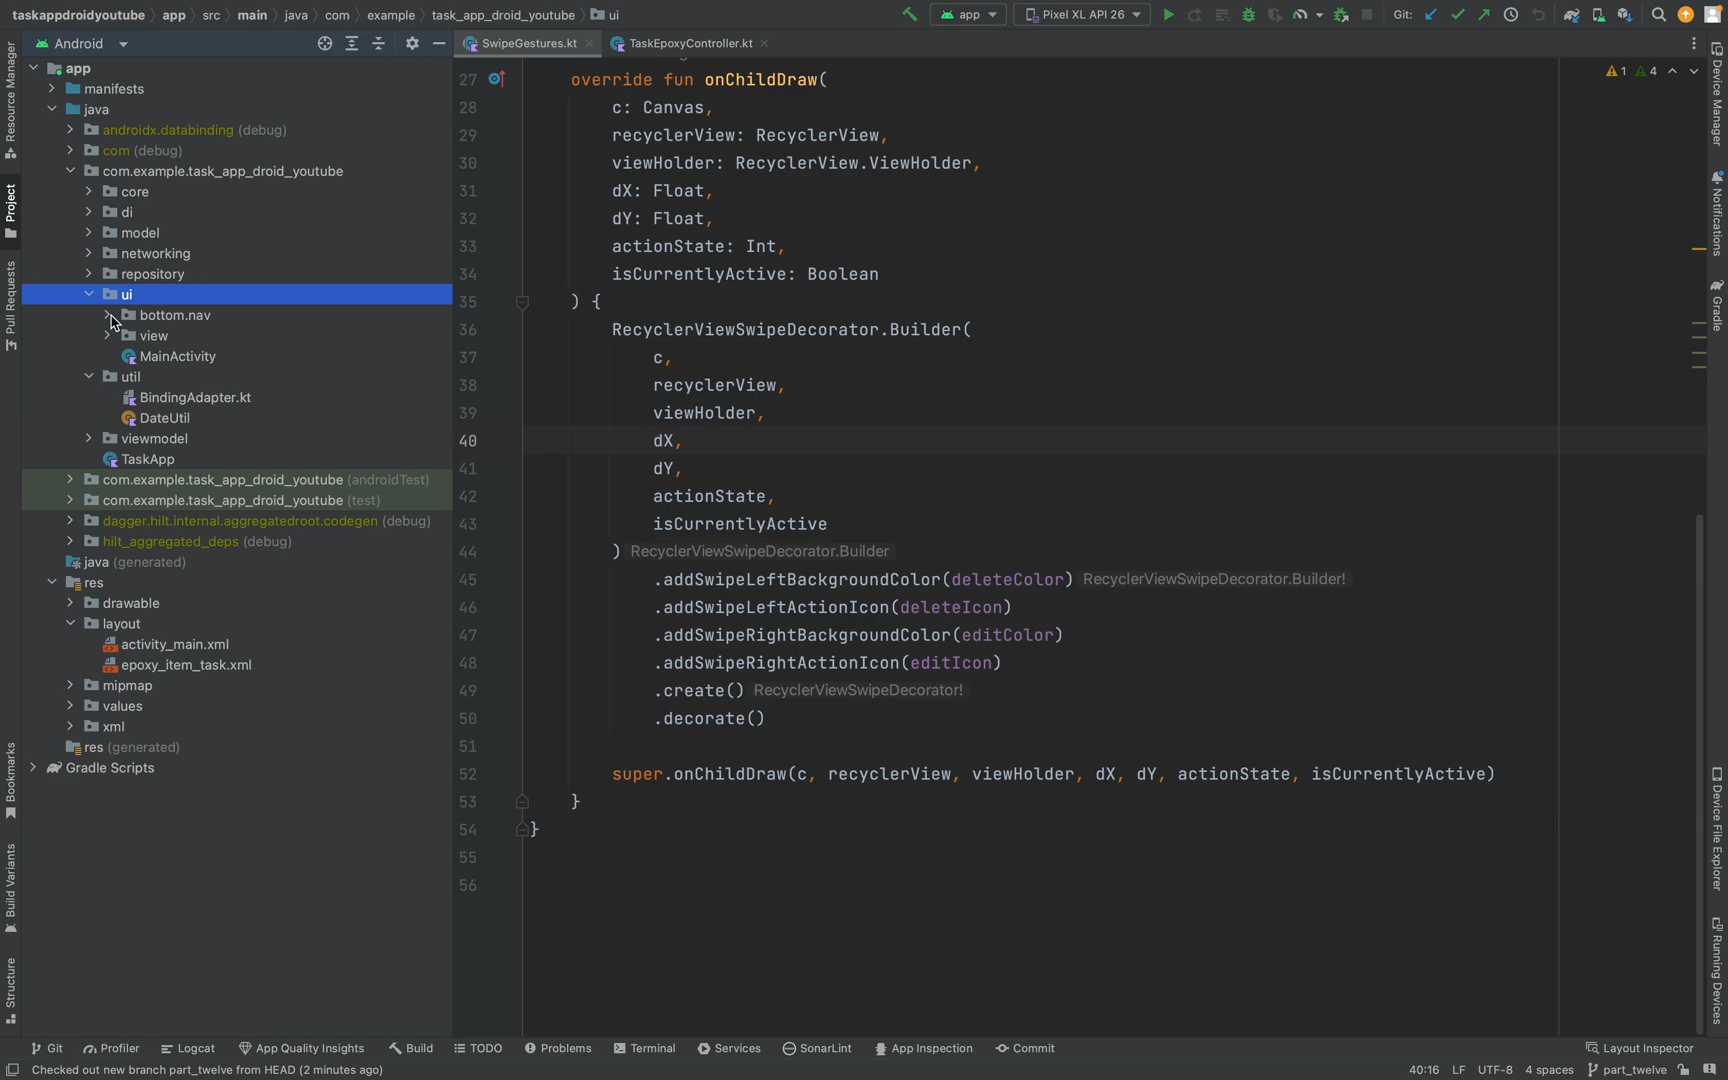 taskappdroidyoutube app src main java com example task_app_droid_youtube ui
app Pixel XL API 26 Git:
Android
SwipeGestures.kt TaskEpoxyController.kt
app
manifests
java
androidx.databinding (debug)
com (debug)
com.example.task_app_droid_youtube
core
di
model
networking
repository
ui
bottom.nav
view
MainActivity
util
BindingAdapter.kt
DateUtil
viewmodel
TaskApp
com.example.task_app_droid_youtube (androidTest)
com.example.task_app_droid_youtube (test)
dagger.hilt.internal.aggregatedroot.codegen (debug)
hilt_aggregated_deps (debug)
java (generated)
res
drawable
layout
activity_main.xml
epoxy_item_task.xml
mipmap
values
xml
res (generated)
Gradle Scripts
27 override fun onChildDraw(
28 c: Canvas,
29 recyclerView: RecyclerView,
30 viewHolder: RecyclerView.ViewHolder,
31 dX: Float,
32 dY: Float,
33 actionState: Int,
34 isCurrentlyActive: Boolean
35 ) {
36 RecyclerViewSwipeDecorator.Builder(
37 c,
38 recyclerView,
39 viewHolder,
40 dX,
41 dY,
42 actionState,
43 isCurrentlyActive
44 ) RecyclerViewSwipeDecorator.Builder
45 .addSwipeLeftBackgroundColor(deleteColor) RecyclerViewSwipeDecorator.Builder!
46 .addSwipeLeftActionIcon(deleteIcon)
47 .addSwipeRightBackgroundColor(editColor)
48 .addSwipeRightActionIcon(editIcon)
49 .create() RecyclerViewSwipeDecorator!
50 .decorate()
51
52 super.onChildDraw(c, recyclerView, viewHolder, dX, dY, actionState, isCurrentlyActive)
53 }
54 }
55
56
1 4
Resource Manager
Project
Pull Requests
Bookmarks
Build Variants
Structure
Device Manager
Notifications
Gradle
Device File Explorer
Running Devices
Git Profiler Logcat App Quality Insights Build TODO Problems Terminal Services SonarLint App Inspection Commit Layout Inspector
Checked out new branch part_twelve from HEAD (2 minutes ago) 40:16 LF UTF-8 4 spaces part_twelve